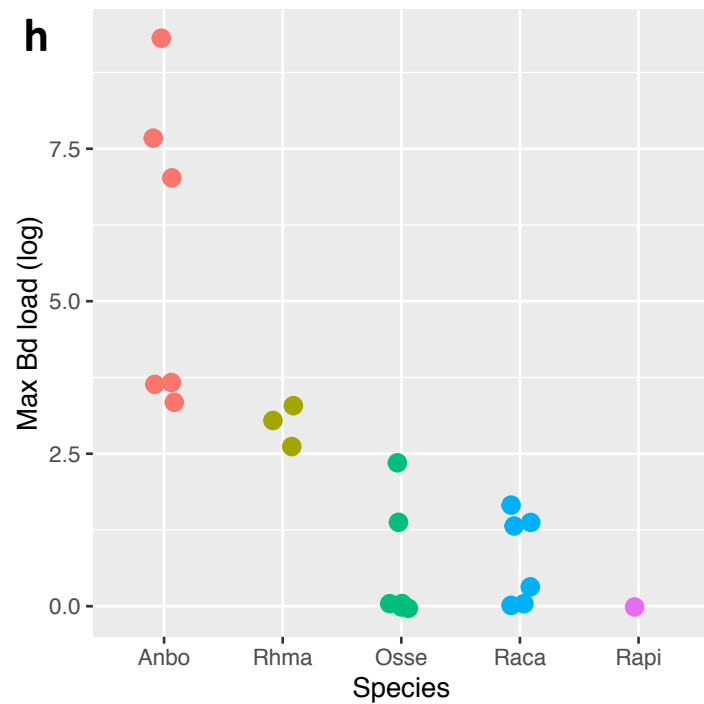 h
Max Bd load (log)
7.5
5.0
2.5
0.0
Anbo Rhma Osse Raca Rapi
Species